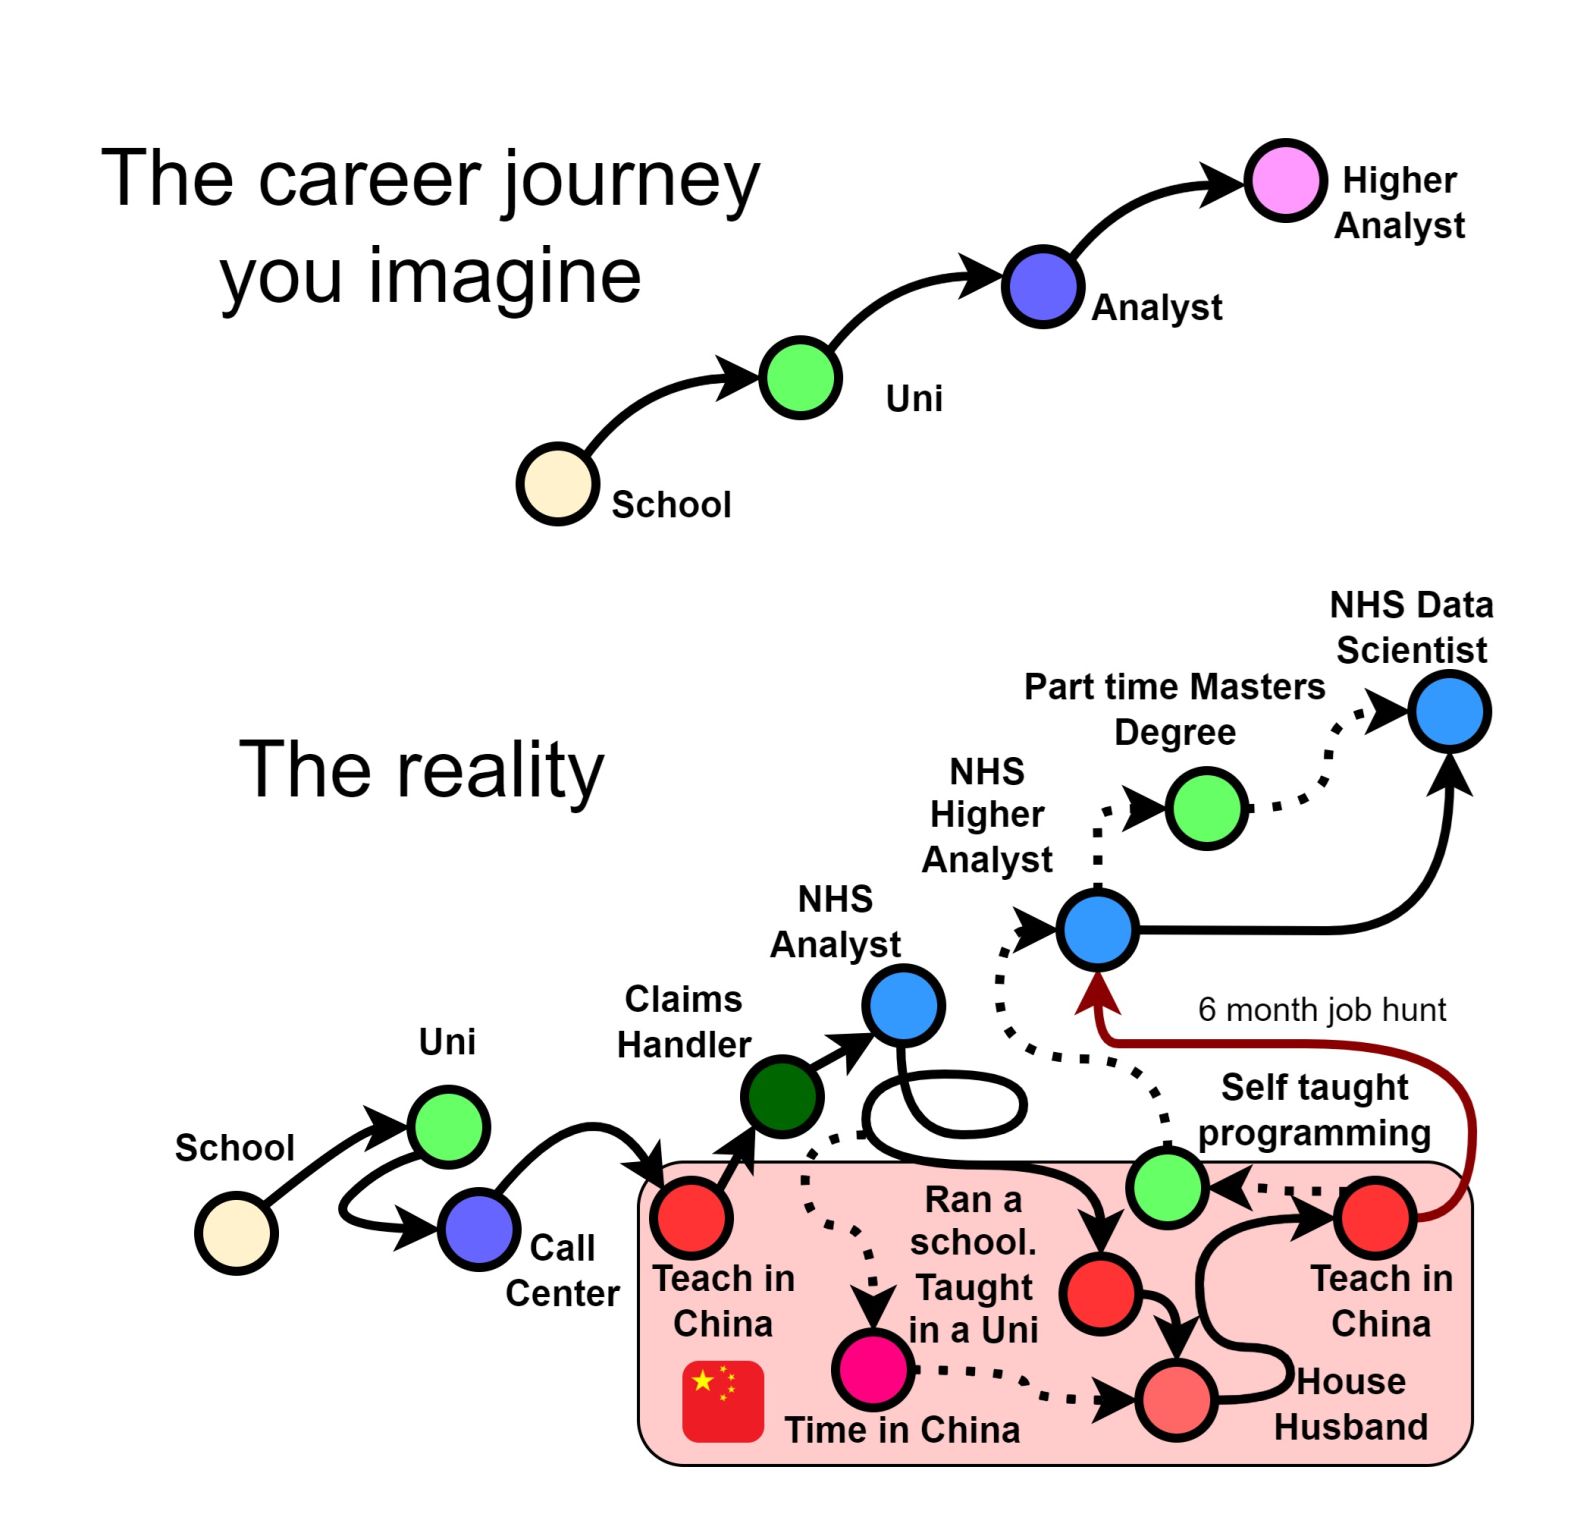 The career journey
you imagine
Higher
Analyst
Analyst
Uni
School
The reality
NHS Data
Scientist
Part time Masters
Degree
NHS
Higher
Analyst
NHS
Analyst
Claims
Handler
Uni
School
Call
Center
6 month job hunt
Self taught
programming
Teach in
China
Ran a
school.
Taught
in a Uni
Teach in
China
Time in China
House
Husband